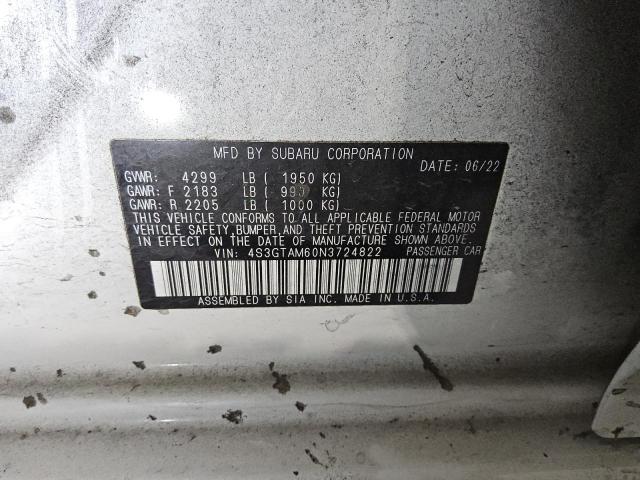 MFD BY SUBARU CORPORATION
DATE: 06/22
GVWR: 4299 LB ( 1950 KG)
GAWR: F 2183 LB ( 990 KG)
GAWR: R 2205 LB ( 1000 KG)
THIS VEHICLE CONFORMS TO ALL APPLICABLE FEDERAL MOTOR
VEHICLE SAFETY, BUMPER, AND THEFT PREVENTION STANDARDS
IN EFFECT ON THE DATE OF MANUFACTURE SHOWN ABOVE.
VIN: 4S3GTAM60N3724822 PASSENGER CAR
ASSEMBLED BY SIA INC. MADE IN U.S.A.